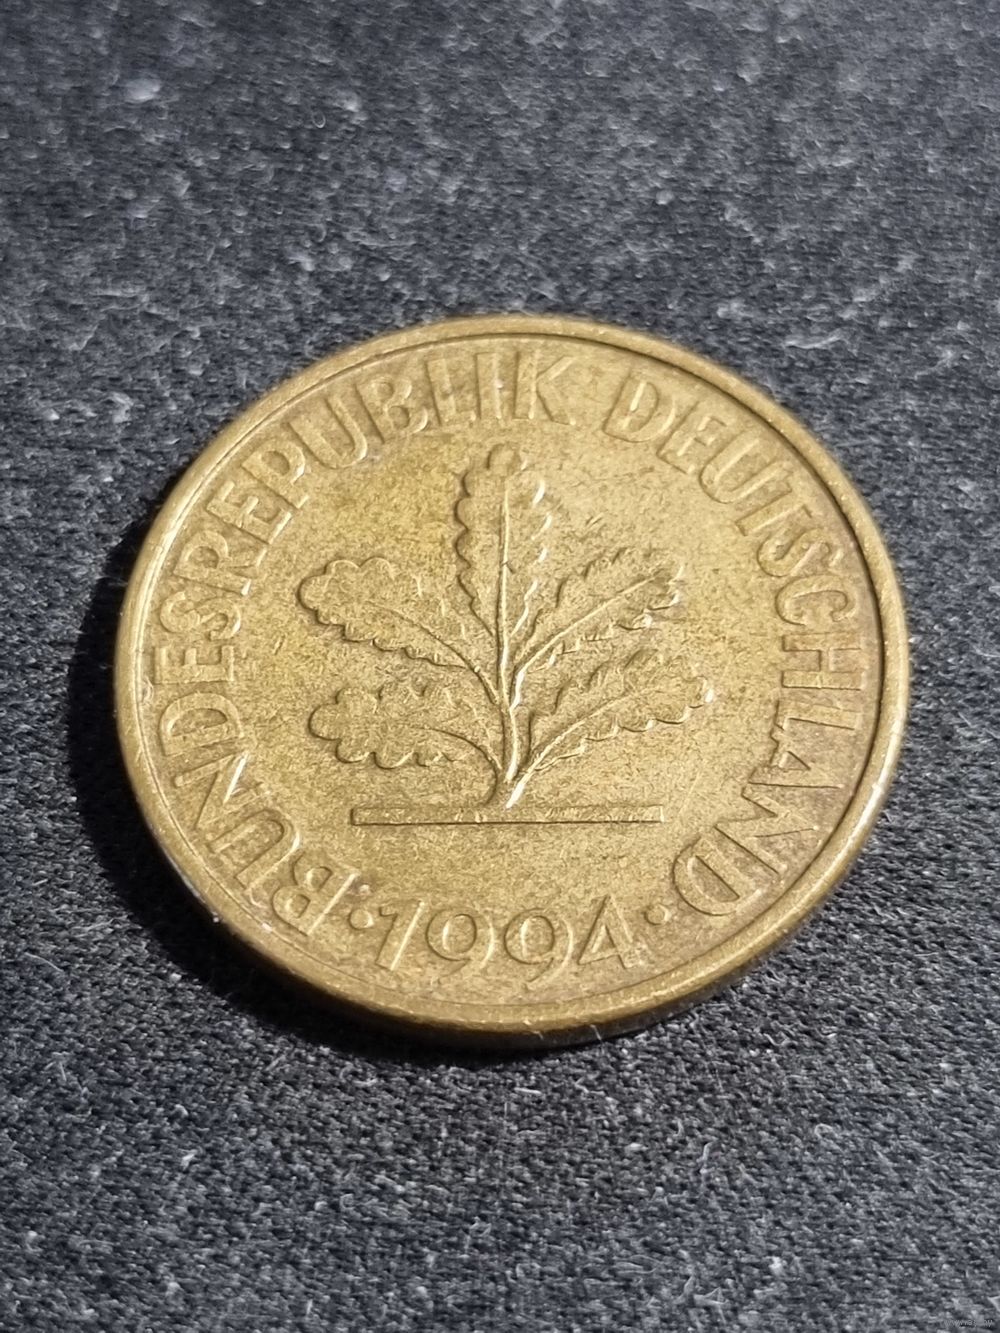 BUNDESREPUBLIK DEUTSCHLAND
· 1994 ·